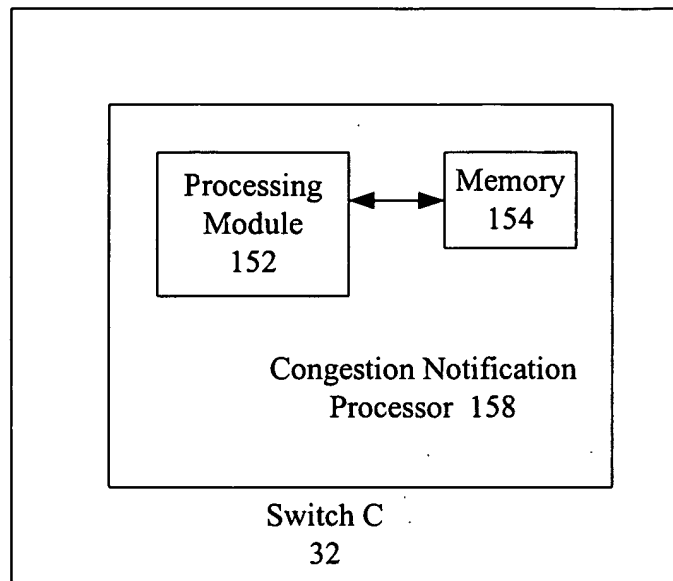 Processing
Module
152
Memory
154
Congestion Notification
Processor 158
Switch C
32